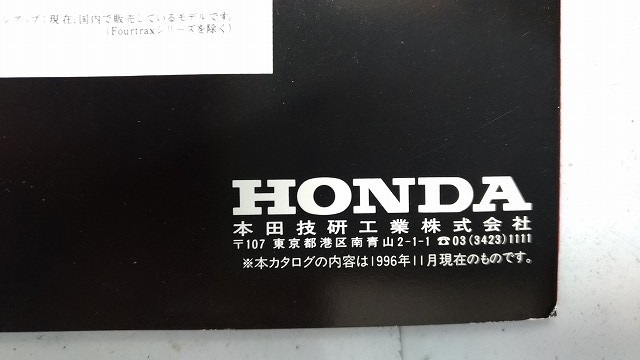 ンアップ：現在、国内で販売しているモデルです。
(Fourtraxシリーズを除く)
HONDA
本田技研工業株式会社
〒107 東京都港区南青山2-1-1 ☎03(3423)1111
※本カタログの内容は1996年11月現在のものです。